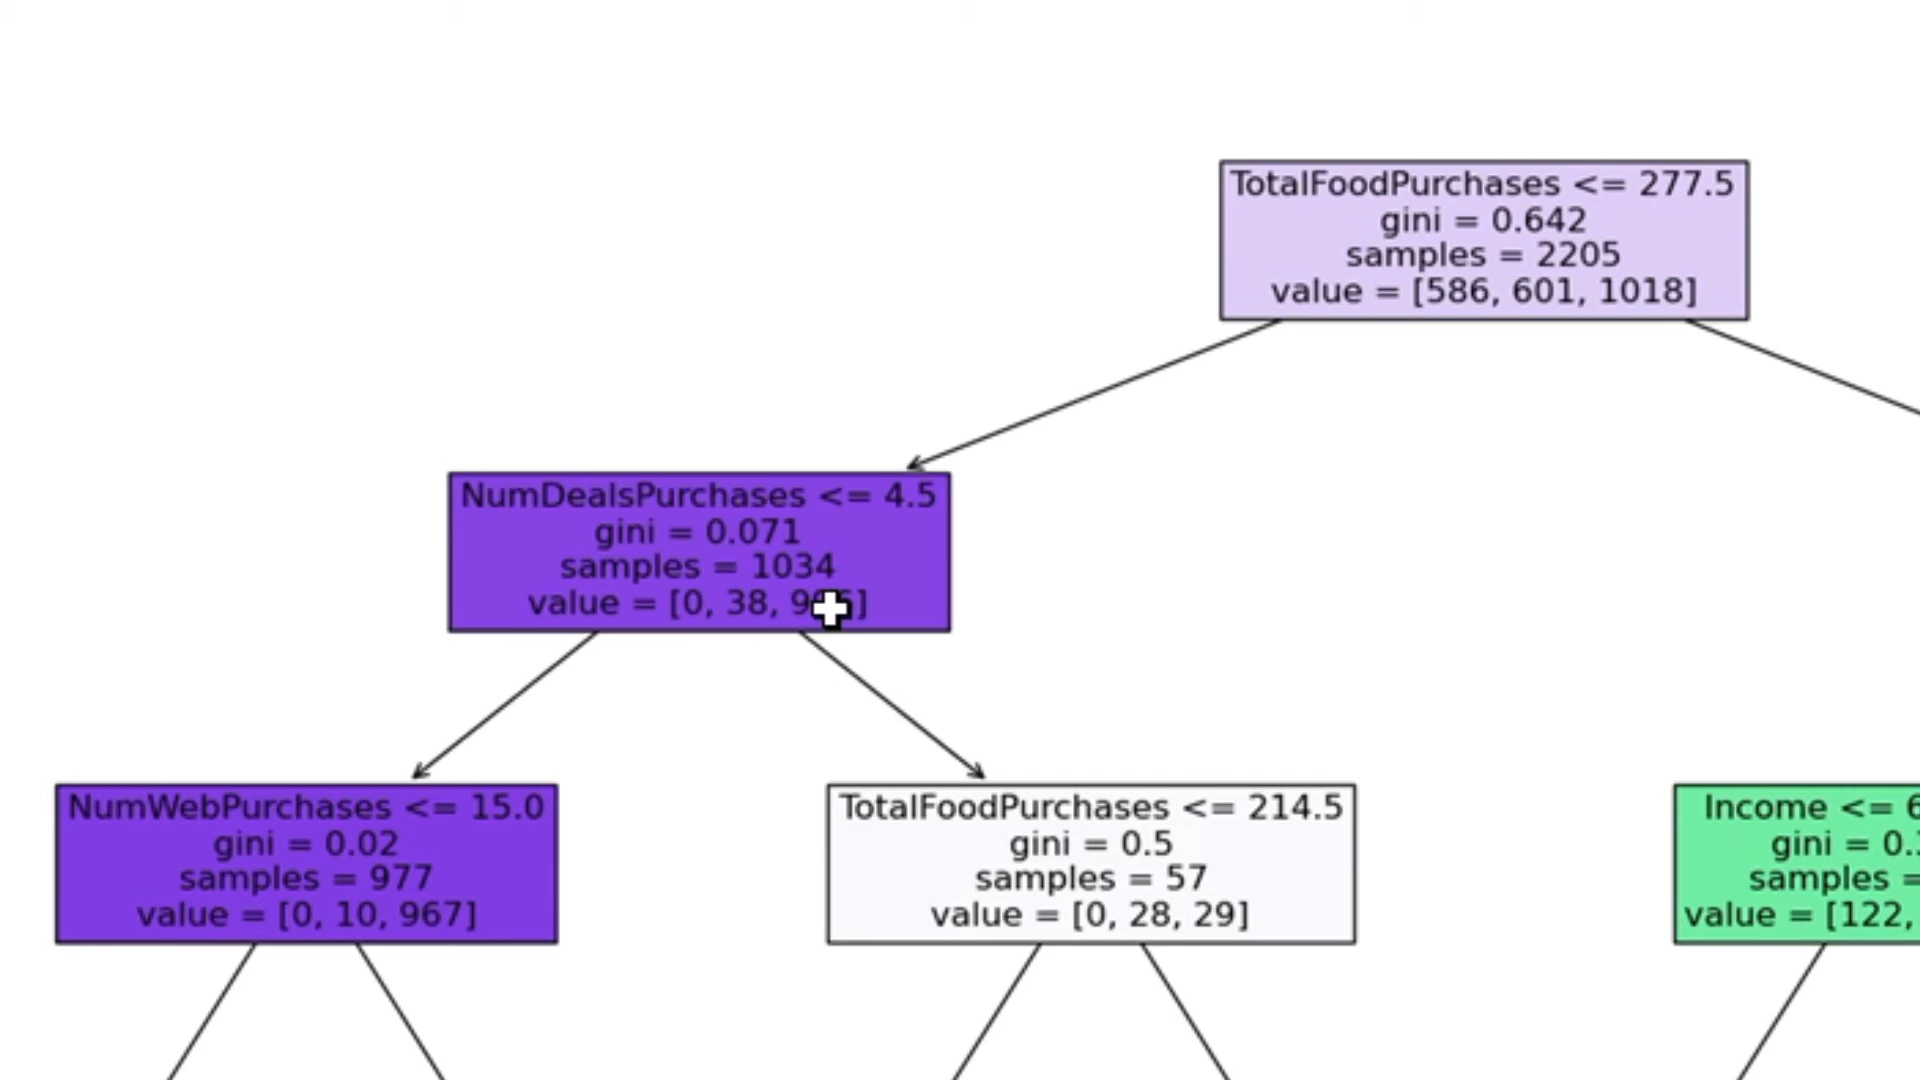 TotalFoodPurchases <= 277.5
gini = 0.642
samples = 2205
value = [586, 601, 1018]
NumDealsPurchases <= 4.5
gini = 0.071
samples = 1034
value = [0, 38,
NumWebPurchases <= 15.0
gini = 0.02
samples = 977
value = [0, 10, 967]
TotalFoodPurchases <= 214.5
gini = 0.5
samples = 57
value = [0, 28, 29]
Income <=
gini =
samples =
value = [122,